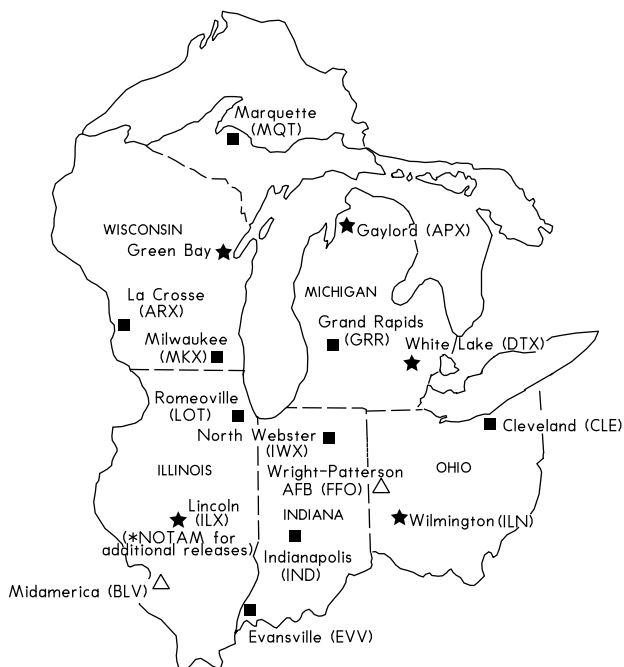 Marquette
(MQT)
WISCONSIN
Green Bay
Gaylord (APX)
La Crosse
(ARX)
MICHIGAN
Milwaukee
(MKX)
Grand Rapids
(GRR)
White Lake (DTX)
Romeoville
(LOT)
North Webster
(IWX)
Cleveland (CLE)
ILLINOIS
Wright-Patterson
AFB (FFO)
OHIO
Lincoln
(ILX)
(*NOTAM for
additional releases)
INDIANA
Wilmington (ILN)
Indianapolis
(IND)
Midamerica (BLV)
Evansville (EVV)